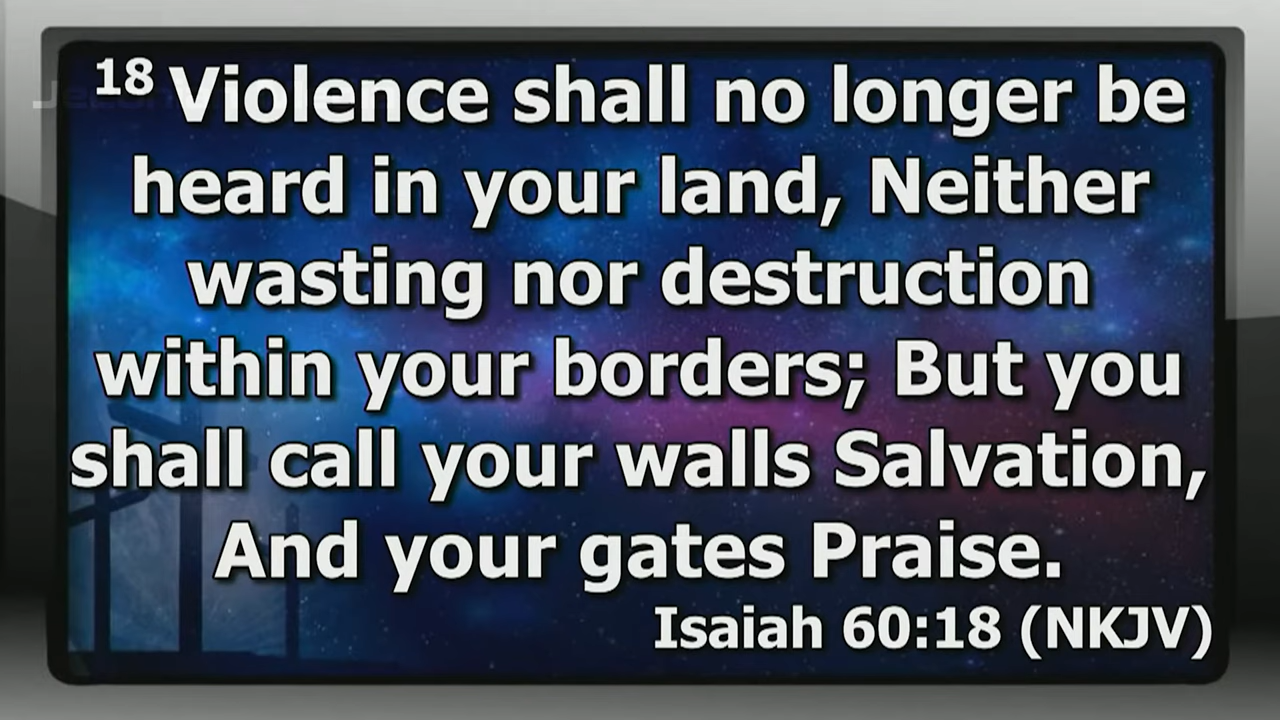 18 Violence shall no longer be
heard in your land, Neither
wasting nor destruction
within your borders; But you
shall call your walls Salvation,
And your gates Praise.
Isaiah 60:18 (NKJV)